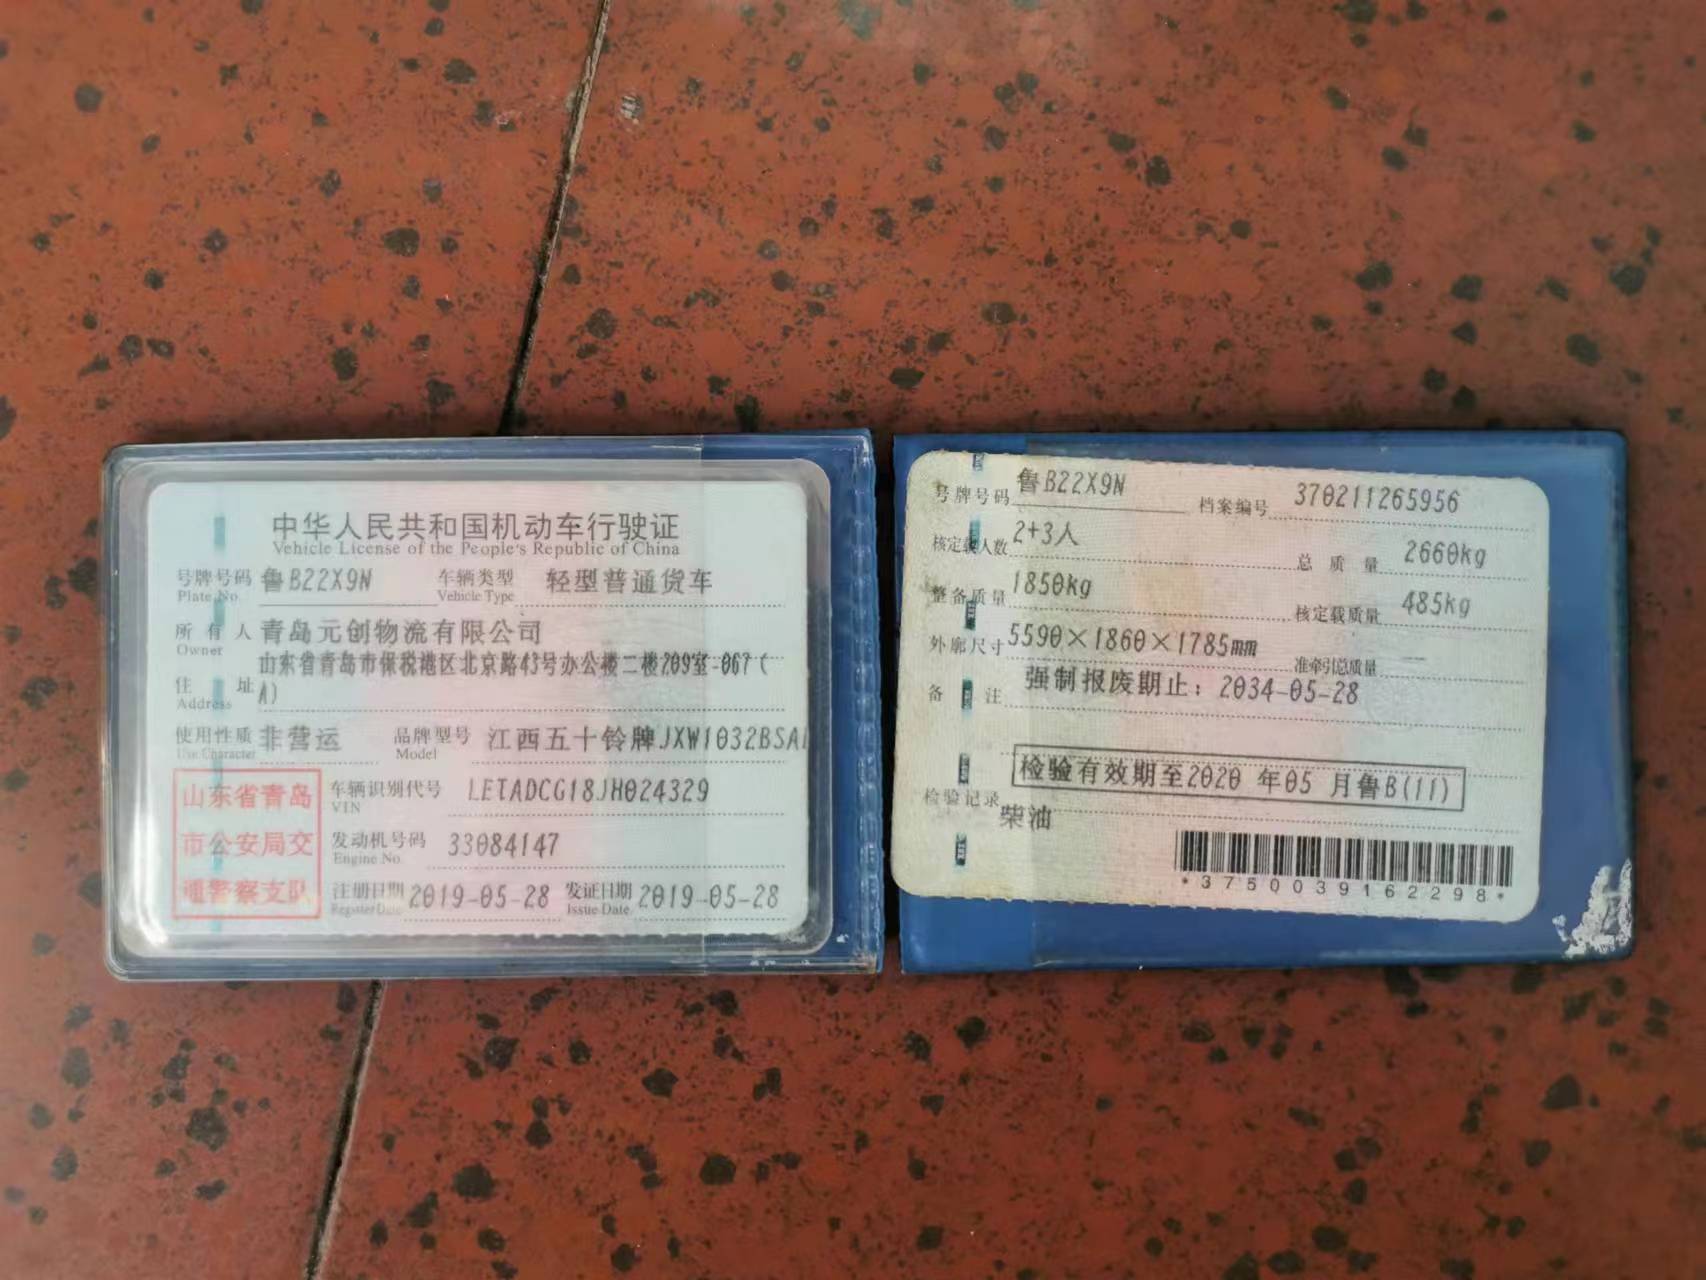 中华人民共和国机动车行驶证
Vehicle License of the People's Republic of China
号牌号码 鲁B22X9N 车辆类型 轻型普通货车
Plate No. Vehicle Type
所有人 青岛元创物流有限公司
Owner
山东省青岛市保税港区北京路43号办公楼二楼209室-067(
住址 A)
Address
使用性质 非营运 品牌型号 江西五十铃牌JXW1032BSA
Use Character Model
山东省青岛
市公安局交
通警察支队
车辆识别代号 LETADCG18JH024329
VIN
发动机号码 33084147
Engine No.
注册日期 2019-05-28 发证日期 2019-05-28
Register Date Issue Date
号牌号码 鲁B22X9N 档案编号 370211265956
核定载人数 2+3人 总质量 2660kg
整备质量 1850kg 核定载质量 485kg
外廓尺寸 5590×1860×1785mm 准牵引总质量 —
备注 强制报废期止：2034-05-28
检验有效期至2020 年05 月鲁B(11)
检验记录
柴油
*3750039162298*